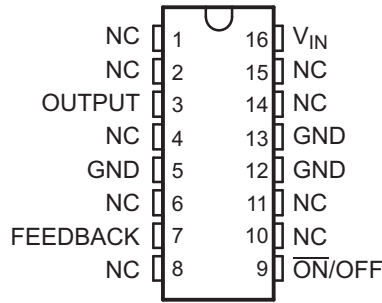 NC 1 16 VIN
NC 2 15 NC
OUTPUT 3 14 NC
NC 4 13 GND
GND 5 12 GND
NC 6 11 NC
FEEDBACK 7 10 NC
NC 8 9 O̅N̅/OFF